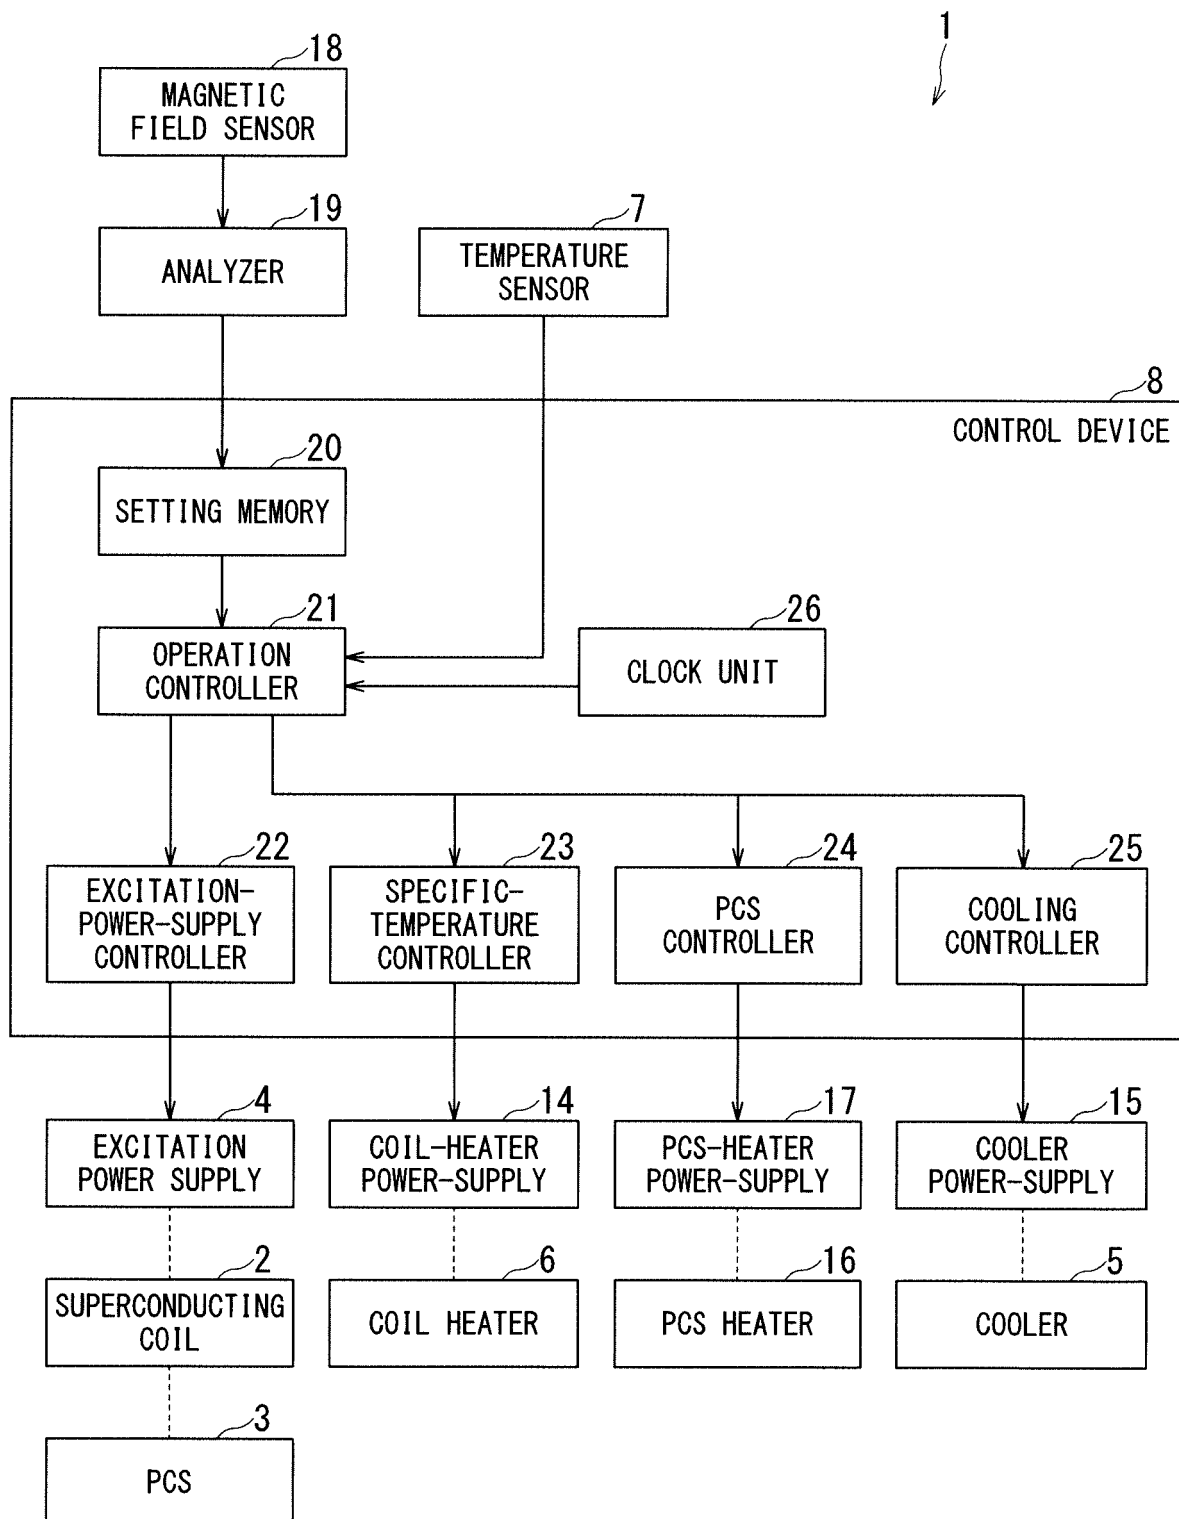 1
18
MAGNETIC
FIELD SENSOR
19
ANALYZER
7
TEMPERATURE
SENSOR
8
CONTROL DEVICE
20
SETTING MEMORY
21
OPERATION
CONTROLLER
26
CLOCK UNIT
22
EXCITATION-
POWER-SUPPLY
CONTROLLER
23
SPECIFIC-
TEMPERATURE
CONTROLLER
24
PCS
CONTROLLER
25
COOLING
CONTROLLER
4
EXCITATION
POWER SUPPLY
14
COIL-HEATER
POWER-SUPPLY
17
PCS-HEATER
POWER-SUPPLY
15
COOLER
POWER-SUPPLY
2
SUPERCONDUCTING
COIL
6
COIL HEATER
16
PCS HEATER
5
COOLER
3
PCS